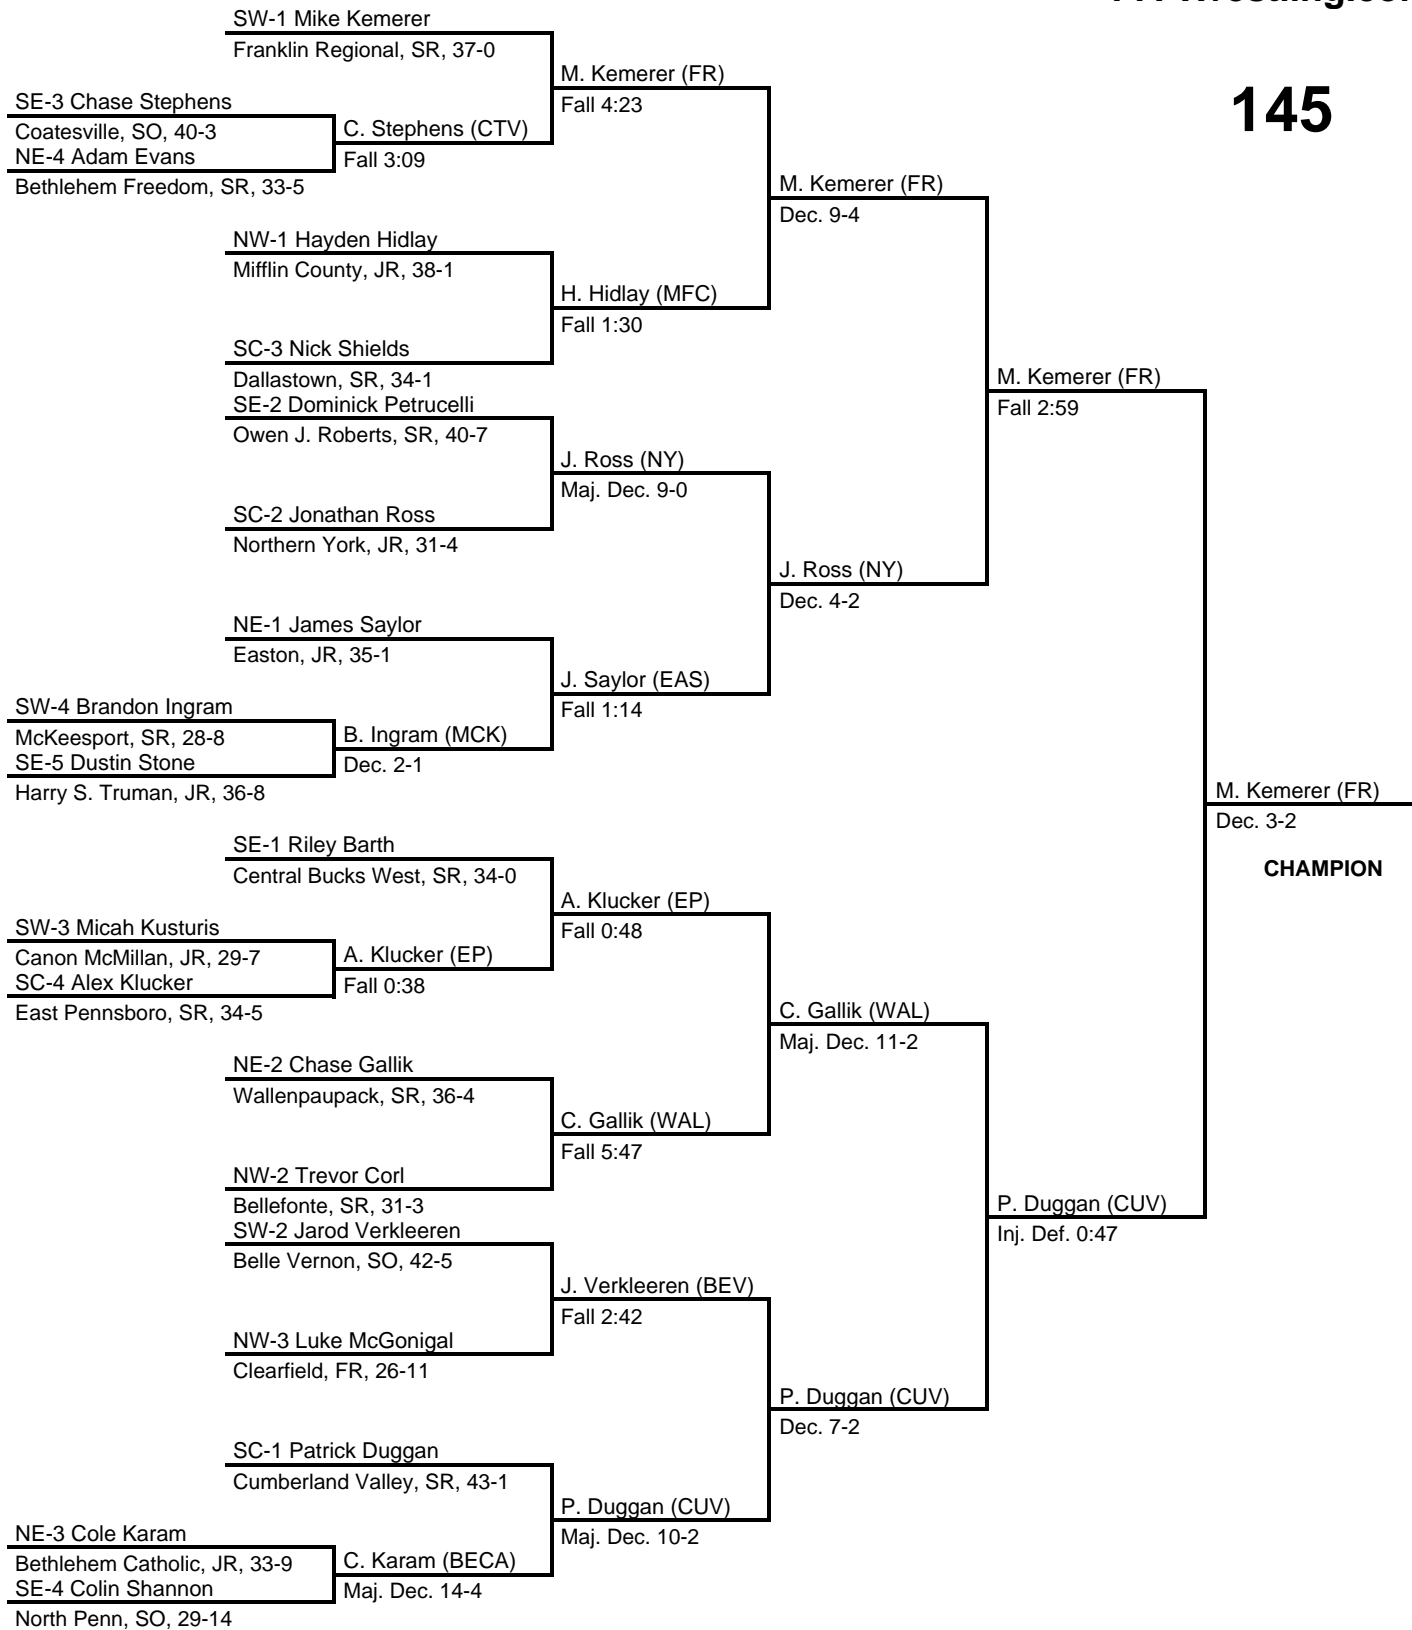 SW-1 Mike Kemerer
Franklin Regional, SR, 37-0
M. Kemerer (FR)
Fall 4:23
145
SE-3 Chase Stephens
Coatesville, SO, 40-3
C. Stephens (CTV)
NE-4 Adam Evans
Fall 3:09
Bethlehem Freedom, SR, 33-5
M. Kemerer (FR)
Dec. 9-4
NW-1 Hayden Hidlay
Mifflin County, JR, 38-1
H. Hidlay (MFC)
Fall 1:30
SC-3 Nick Shields
Dallastown, SR, 34-1
M. Kemerer (FR)
Fall 2:59
SE-2 Dominick Petrucelli
Owen J. Roberts, SR, 40-7
J. Ross (NY)
Maj. Dec. 9-0
SC-2 Jonathan Ross
Northern York, JR, 31-4
J. Ross (NY)
Dec. 4-2
NE-1 James Saylor
Easton, JR, 35-1
J. Saylor (EAS)
Fall 1:14
SW-4 Brandon Ingram
McKeesport, SR, 28-8
B. Ingram (MCK)
SE-5 Dustin Stone
Dec. 2-1
Harry S. Truman, JR, 36-8
M. Kemerer (FR)
Dec. 3-2
CHAMPION
SE-1 Riley Barth
Central Bucks West, SR, 34-0
A. Klucker (EP)
Fall 0:48
SW-3 Micah Kusturis
Canon McMillan, JR, 29-7
A. Klucker (EP)
SC-4 Alex Klucker
Fall 0:38
East Pennsboro, SR, 34-5
C. Gallik (WAL)
Maj. Dec. 11-2
NE-2 Chase Gallik
Wallenpaupack, SR, 36-4
C. Gallik (WAL)
Fall 5:47
NW-2 Trevor Corl
Bellefonte, SR, 31-3
P. Duggan (CUV)
Inj. Def. 0:47
SW-2 Jarod Verkleeren
Belle Vernon, SO, 42-5
J. Verkleeren (BEV)
Fall 2:42
NW-3 Luke McGonigal
Clearfield, FR, 26-11
P. Duggan (CUV)
Dec. 7-2
SC-1 Patrick Duggan
Cumberland Valley, SR, 43-1
P. Duggan (CUV)
Maj. Dec. 10-2
NE-3 Cole Karam
Bethlehem Catholic, JR, 33-9
C. Karam (BECA)
SE-4 Colin Shannon
Maj. Dec. 14-4
North Penn, SO, 29-14